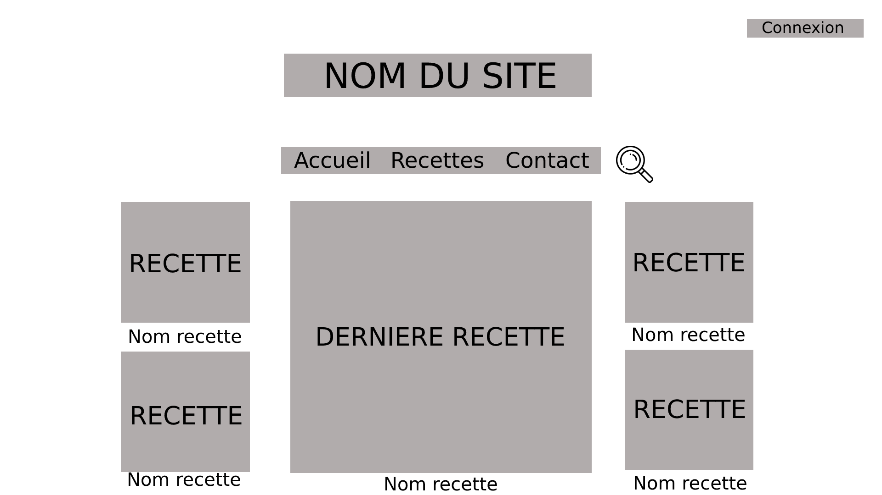 Connexion
NOM DU SITE
Accueil Recettes Contact
RECETTE
Nom recette
RECETTE
Nom recette
DERNIERE RECETTE
Nom recette
RECETTE
Nom recette
RECETTE
Nom recette